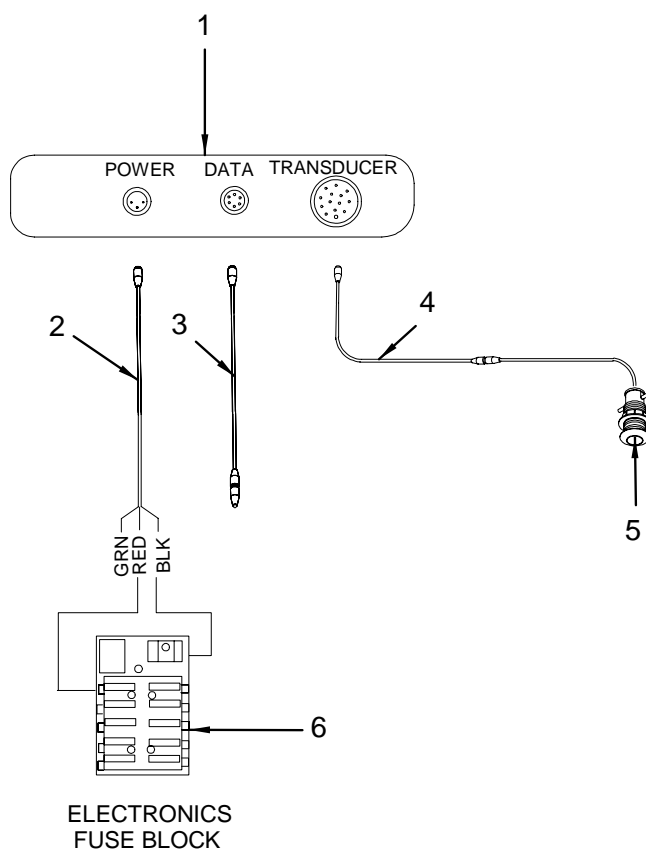 1
POWER DATA TRANSDUCER
2
3
4
5
GRN
RED
BLK
6
ELECTRONICS
FUSE BLOCK